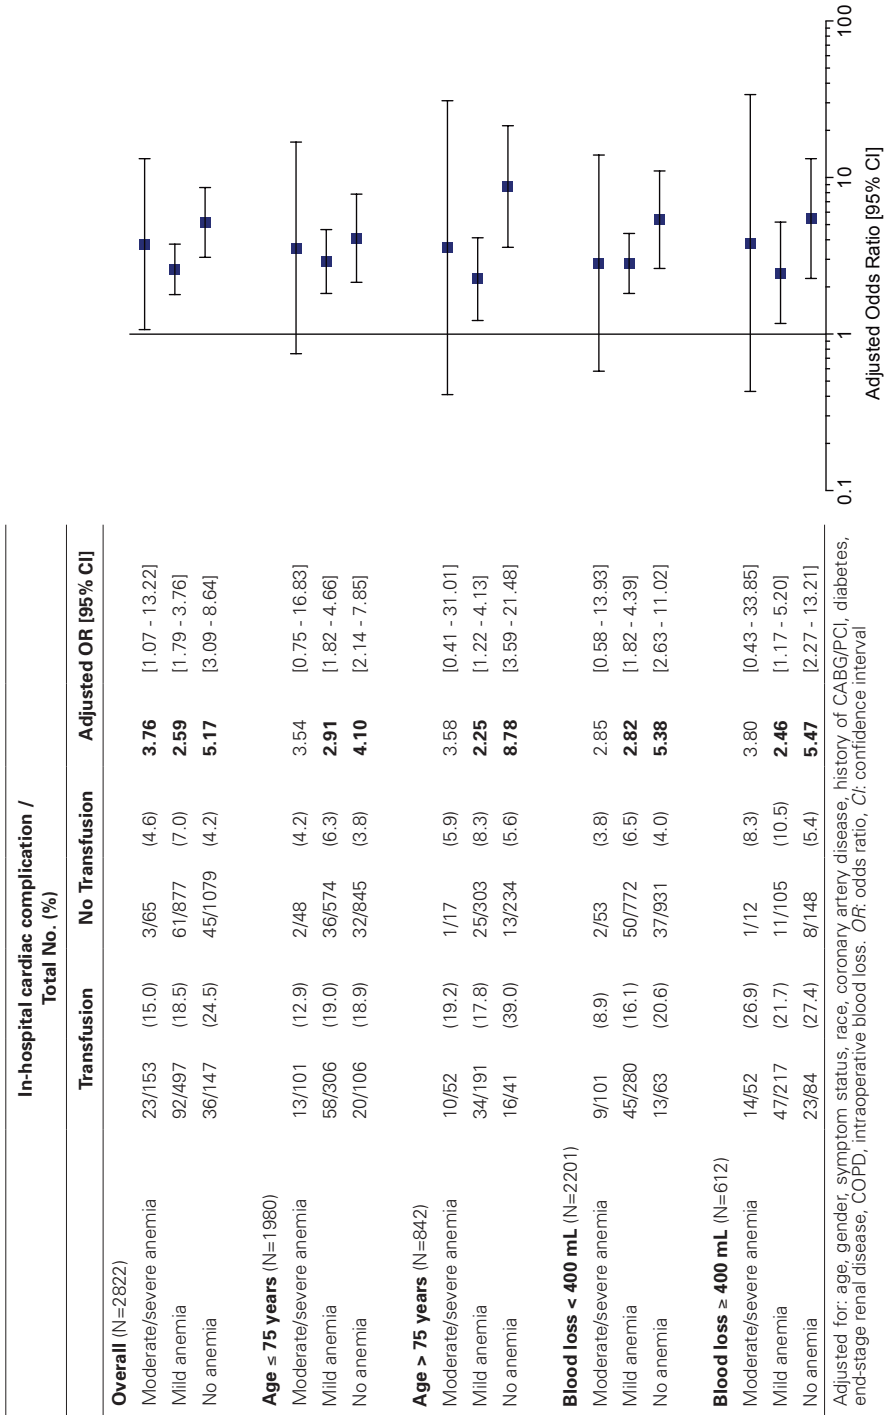 In-hospital cardiac complication /
Total No. (%)
Transfusion No Transfusion Adjusted OR [95% CI]
Overall (N=2822)
Moderate/severe anemia 23/153 (15.0) 3/65 (4.6) 3.76 [1.07 - 13.22]
Mild anemia 92/497 (18.5) 61/877 (7.0) 2.59 [1.79 - 3.76]
No anemia 36/147 (24.5) 45/1079 (4.2) 5.17 [3.09 - 8.64]
Age ≤ 75 years (N=1980)
Moderate/severe anemia 13/101 (12.9) 2/48 (4.2) 3.54 [0.75 - 16.83]
Mild anemia 58/306 (19.0) 36/574 (6.3) 2.91 [1.82 - 4.66]
No anemia 20/106 (18.9) 32/845 (3.8) 4.10 [2.14 - 7.85]
Age > 75 years (N=842)
Moderate/severe anemia 10/52 (19.2) 1/17 (5.9) 3.58 [0.41 - 31.01]
Mild anemia 34/191 (17.8) 25/303 (8.3) 2.25 [1.22 - 4.13]
No anemia 16/41 (39.0) 13/234 (5.6) 8.78 [3.59 - 21.48]
Blood loss < 400 mL (N=2201)
Moderate/severe anemia 9/101 (8.9) 2/53 (3.8) 2.85 [0.58 - 13.93]
Mild anemia 45/280 (16.1) 50/772 (6.5) 2.82 [1.82 - 4.39]
No anemia 13/63 (20.6) 37/931 (4.0) 5.38 [2.63 - 11.02]
Blood loss ≥ 400 mL (N=612)
Moderate/severe anemia 14/52 (26.9) 1/12 (8.3) 3.80 [0.43 - 33.85]
Mild anemia 47/217 (21.7) 11/105 (10.5) 2.46 [1.17 - 5.20]
No anemia 23/84 (27.4) 8/148 (5.4) 5.47 [2.27 - 13.21]
0.1 1 10 100
Adjusted Odds Ratio [95% CI]
Adjusted for: age, gender, symptom status, race, coronary artery disease, history of CABG/PCI, diabetes,
end-stage renal disease, COPD, intraoperative blood loss. OR: odds ratio, CI: confidence interval